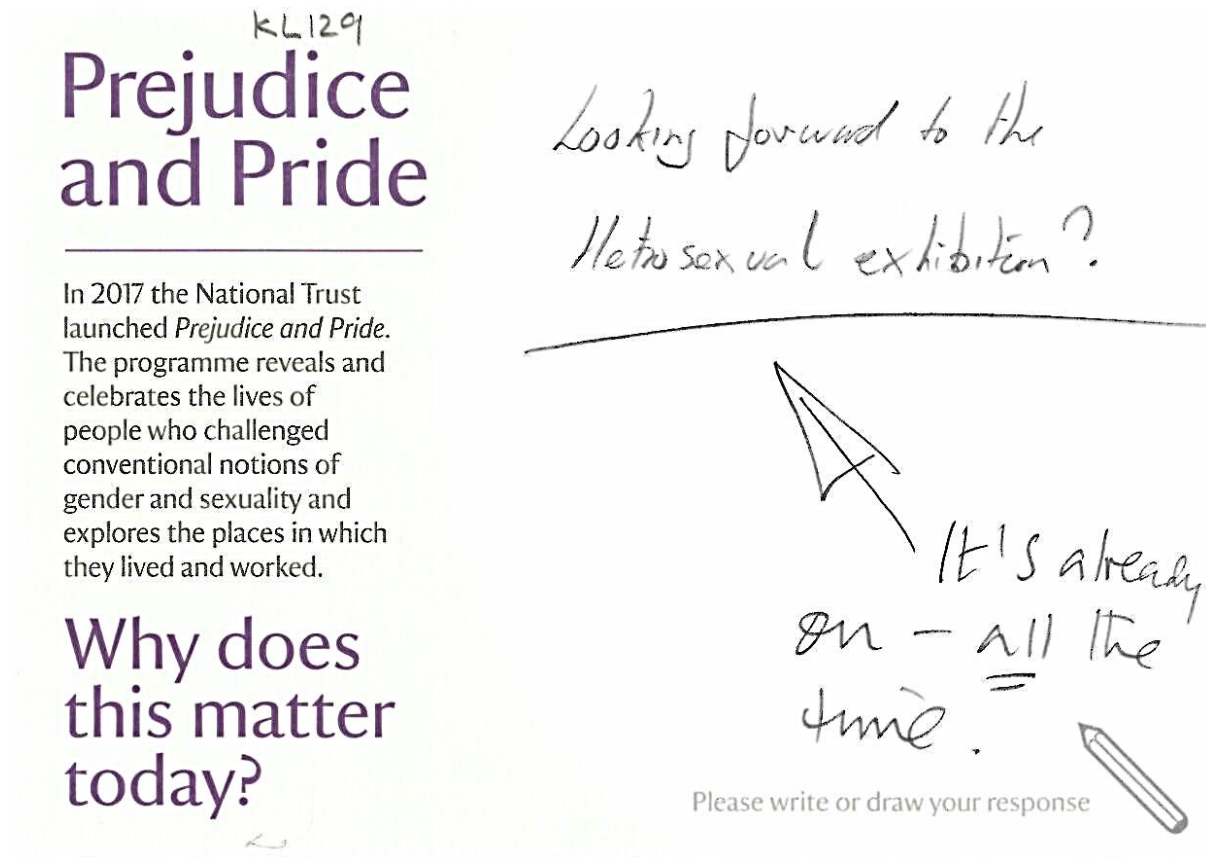 KL129
Prejudice
and Pride
In 2017 the National Trust
launched Prejudice and Pride.
The programme reveals and
celebrates the lives of
people who challenged
conventional notions of
gender and sexuality and
explores the places in which
they lived and worked.
Why does
this matter
today?
Looking forward to the
Hetrosexual exhibition?
It's already
on – all the
time.
Please write or draw your response